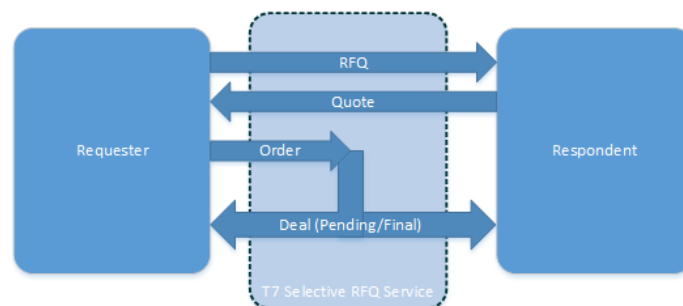 RFQ
Quote
Requester
Order
Respondent
Deal (Pending/Final)
T7 Selective RFQ Service